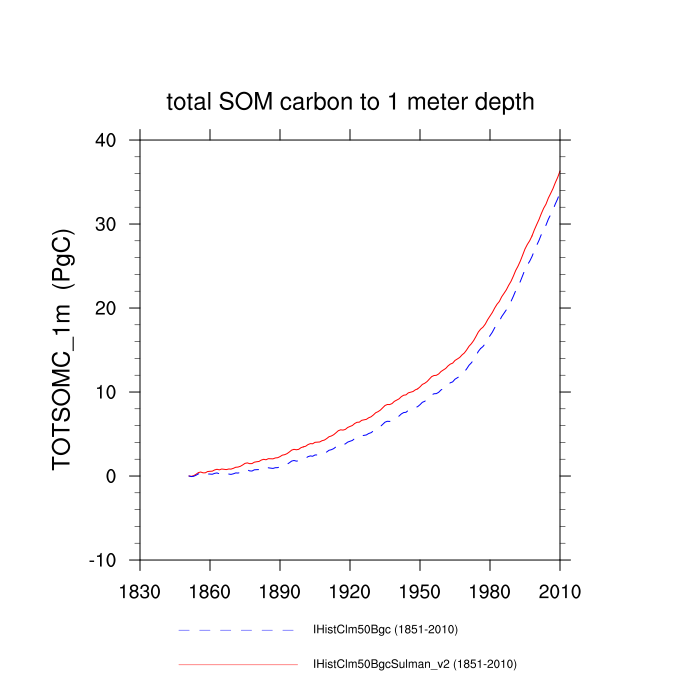 total SOM carbon to 1 meter depth
TOTSOMC_1m (PgC)
40
30
20
10
0
-10
1830 1860 1890 1920 1950 1980 2010
IHistClm50Bgc (1851-2010)
IHistClm50BgcSulman_v2 (1851-2010)